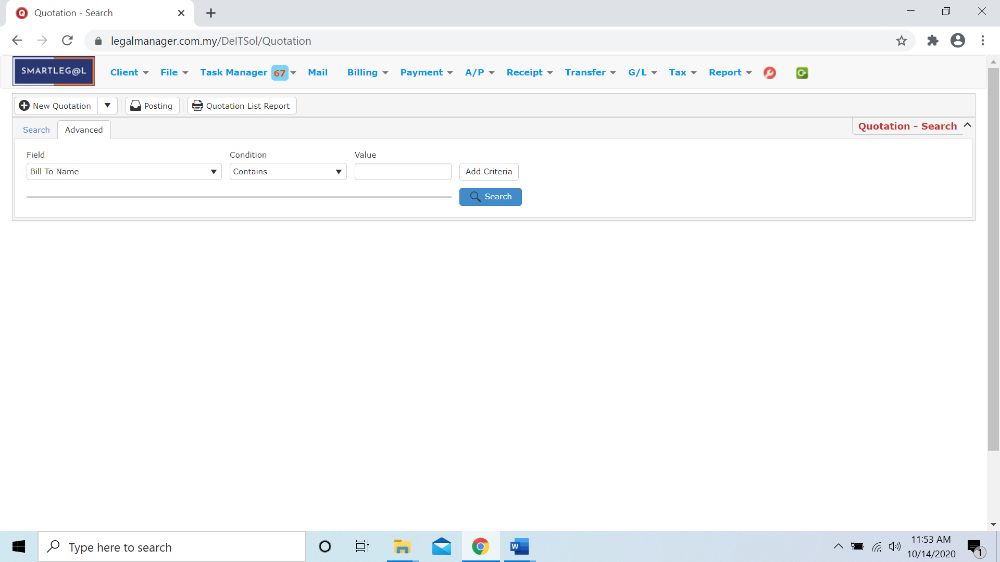 Quotation - Search
legalmanager.com.my/DeITSol/Quotation
SMARTLEG@L Client File Task Manager 67 Mail Billing Payment A/P Receipt Transfer G/L Tax Report
New Quotation Posting Quotation List Report
Search Advanced Quotation - Search
Field Condition Value
Bill To Name Contains Add Criteria
Search
Type here to search
11:53 AM
10/14/2020
1